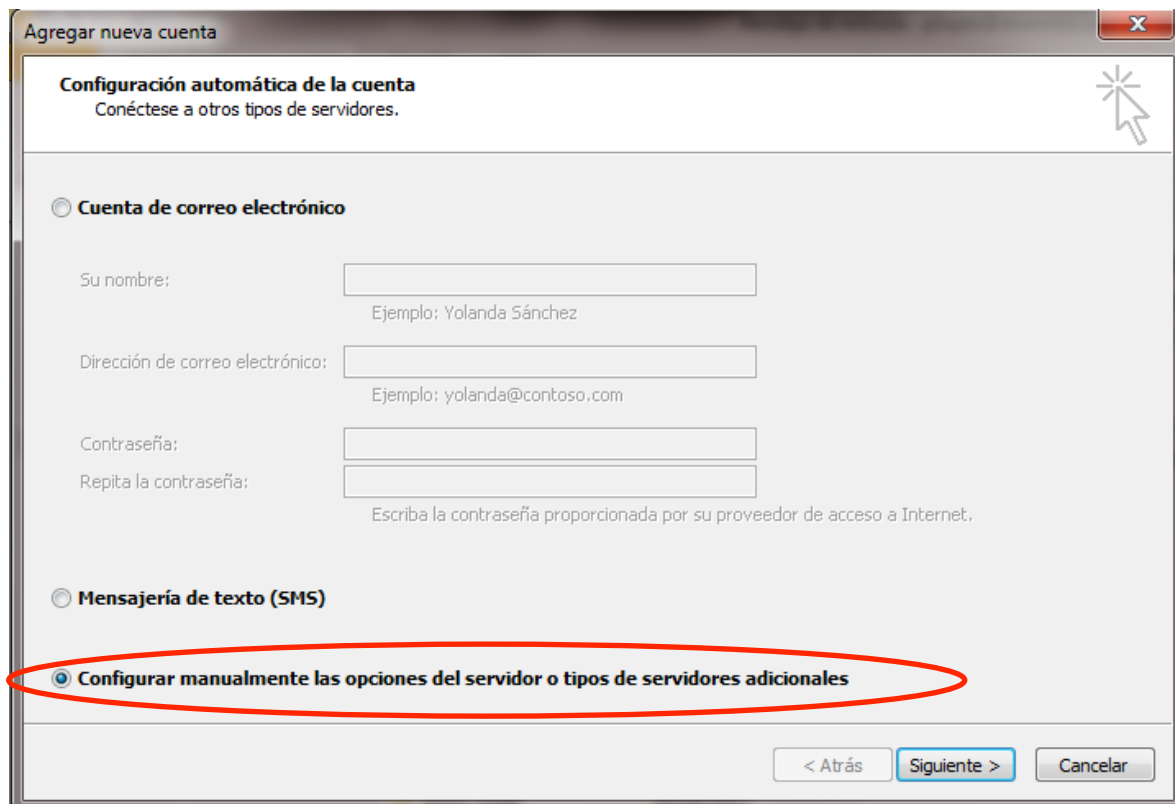 Agregar nueva cuenta
X
Configuración automática de la cuenta
Conéctese a otros tipos de servidores.
Cuenta de correo electrónico
Su nombre:
Ejemplo: Yolanda Sánchez
Dirección de correo electrónico:
Ejemplo: yolanda@contoso.com
Contraseña:
Repita la contraseña:
Escriba la contraseña proporcionada por su proveedor de acceso a Internet.
Mensajería de texto (SMS)
Configurar manualmente las opciones del servidor o tipos de servidores adicionales
< Atrás Siguiente > Cancelar